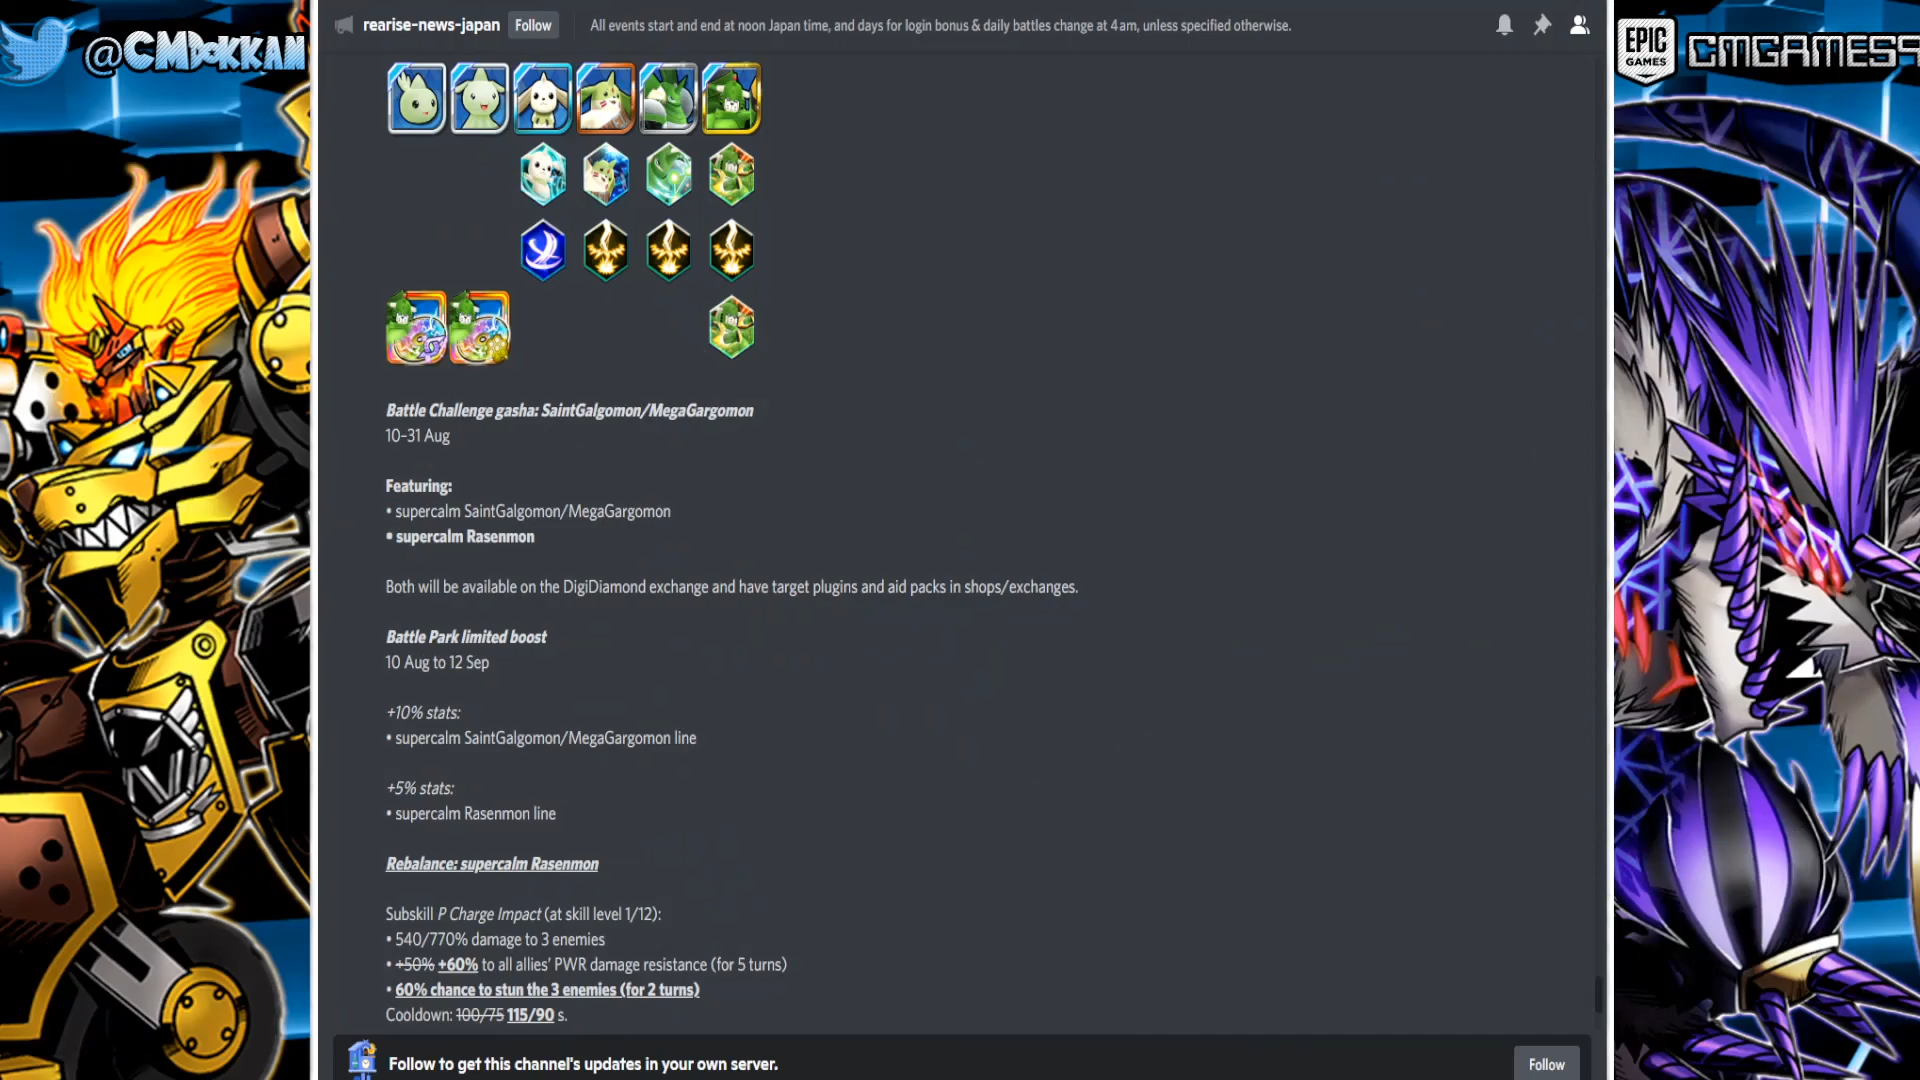 @CMDOKKAN
rearise-news-japan Follow All events start and end at noon Japan time, and days for login bonus & daily battles change at 4am, unless specified otherwise.
EPIC GAMES
CMGAMES9
Battle Challenge gasha: SaintGalgomon/MegaGargomon
10-31 Aug
Featuring:
• supercalm SaintGalgomon/MegaGargomon
• supercalm Rasenmon
Both will be available on the DigiDiamond exchange and have target plugins and aid packs in shops/exchanges.
Battle Park limited boost
10 Aug to 12 Sep
+10% stats:
• supercalm SaintGalgomon/MegaGargomon line
+5% stats:
• supercalm Rasenmon line
Rebalance: supercalm Rasenmon
Subskill P Charge Impact (at skill level 1/12):
• 540/770% damage to 3 enemies
• +50% +60% to all allies' PWR damage resistance (for 5 turns)
• 60% chance to stun the 3 enemies (for 2 turns)
Cooldown: 100/75 115/90 s.
Follow to get this channel's updates in your own server.
Follow